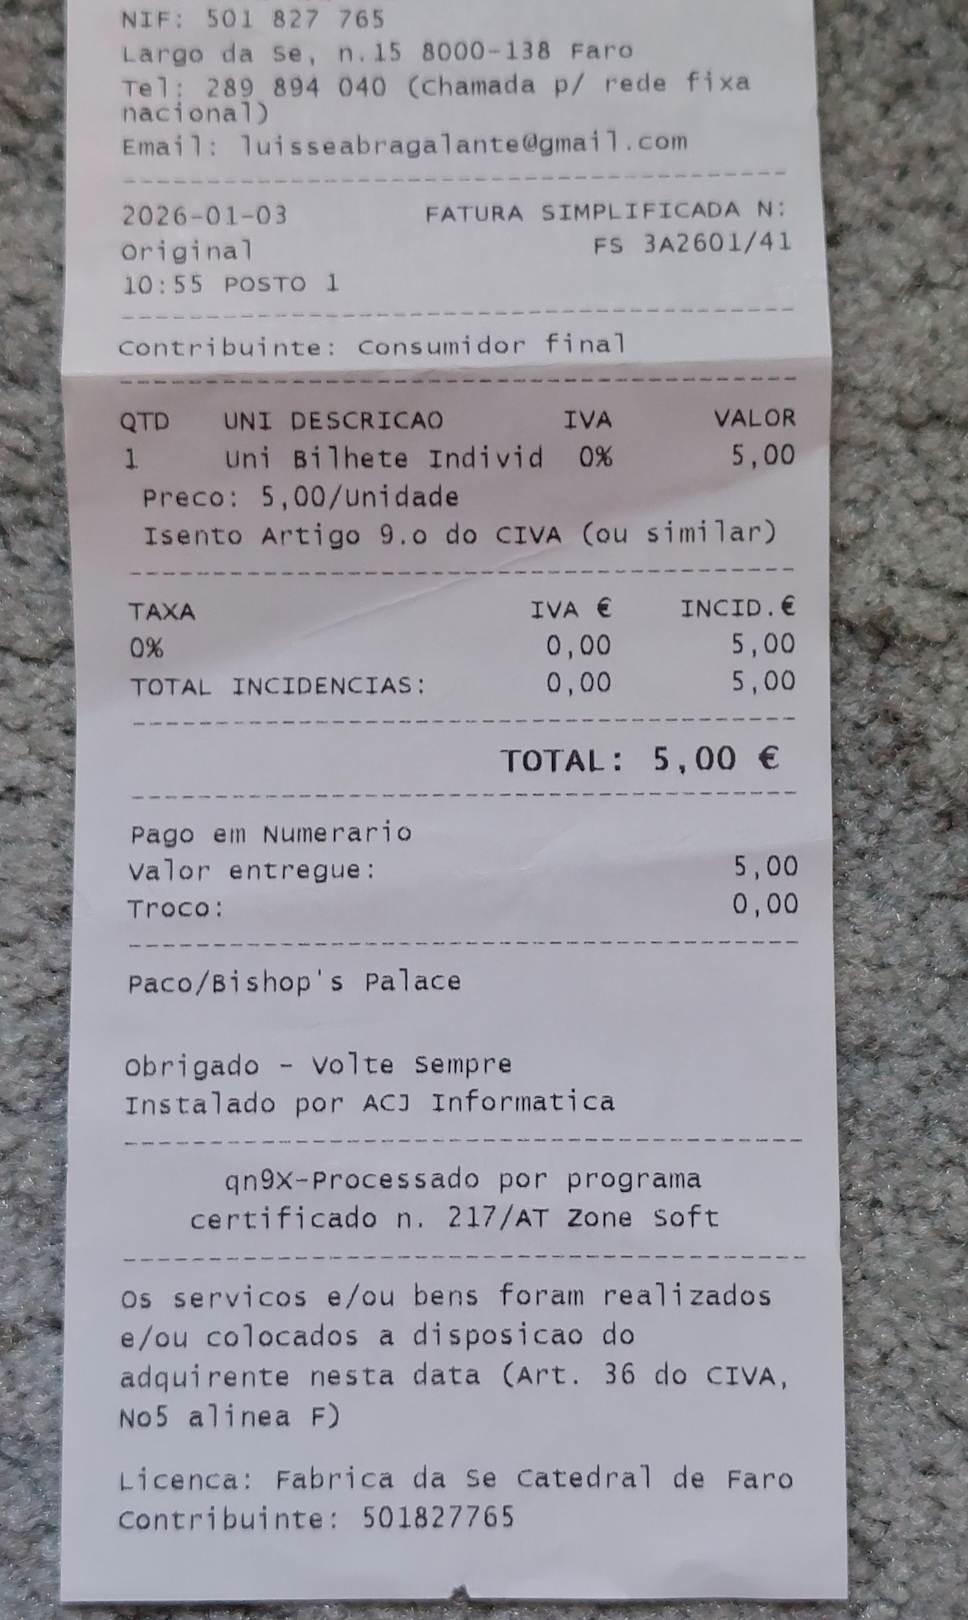 NIF: 501 827 765
Largo da Se, n.15 8000-138 Faro
Tel: 289 894 040 (Chamada p/ rede fixa
nacional)
Email: luisseabragalante@gmail.com
2026-01-03 FATURA SIMPLIFICADA N:
Original FS 3A2601/41
10:55 POSTO 1
Contribuinte: Consumidor final
QTD UNI DESCRICAO IVA VALOR
1 Uni Bilhete Individ 0% 5,00
Preco: 5,00/Unidade
Isento Artigo 9.o do CIVA (ou similar)
TAXA IVA € INCID.€
0% 0,00 5,00
TOTAL INCIDENCIAS: 0,00 5,00
TOTAL: 5,00 €
Pago em Numerario
Valor entregue: 5,00
Troco: 0,00
Paco/Bishop's Palace
Obrigado - Volte Sempre
Instalado por ACJ Informatica
qn9X-Processado por programa
certificado n. 217/AT Zone Soft
Os servicos e/ou bens foram realizados
e/ou colocados a disposicao do
adquirente nesta data (Art. 36 do CIVA,
No5 alinea F)
Licenca: Fabrica da Se Catedral de Faro
Contribuinte: 501827765